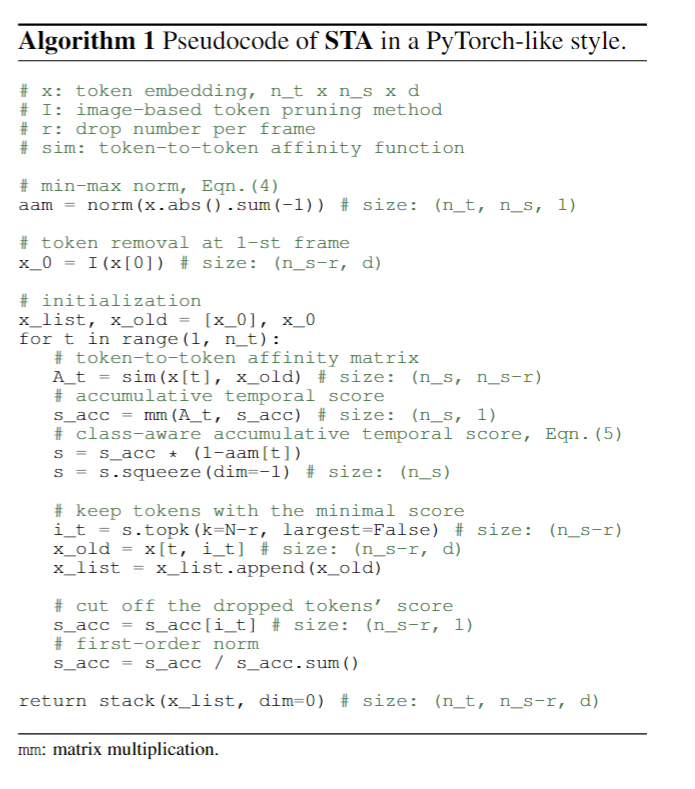 Algorithm 1 Pseudocode of STA in a PyTorch-like style.
# x: token embedding, n_t x n_s x d
# I: image-based token pruning method
# r: drop number per frame
# sim: token-to-token affinity function
# min-max norm, Eqn.(4)
aam = norm(x.abs().sum(-1)) # size: (n_t, n_s, 1)
# token removal at 1-st frame
x_0 = I(x[0]) # size: (n_s-r, d)
# initialization
x_list, x_old = [x_0], x_0
for t in range(1, n_t):
    # token-to-token affinity matrix
    A_t = sim(x[t], x_old) # size: (n_s, n_s-r)
    # accumulative temporal score
    s_acc = mm(A_t, s_acc) # size: (n_s, 1)
    # class-aware accumulative temporal score, Eqn.(5)
    s = s_acc * (1-aam[t])
    s = s.squeeze(dim=-1) # size: (n_s)
    # keep tokens with the minimal score
    i_t = s.topk(k=N-r, largest=False) # size: (n_s-r)
    x_old = x[t, i_t] # size: (n_s-r, d)
    x_list = x_list.append(x_old)
    # cut off the dropped tokens' score
    s_acc = s_acc[i_t] # size: (n_s-r, 1)
    # first-order norm
    s_acc = s_acc / s_acc.sum()
return stack(x_list, dim=0) # size: (n_t, n_s-r, d)
mm: matrix multiplication.